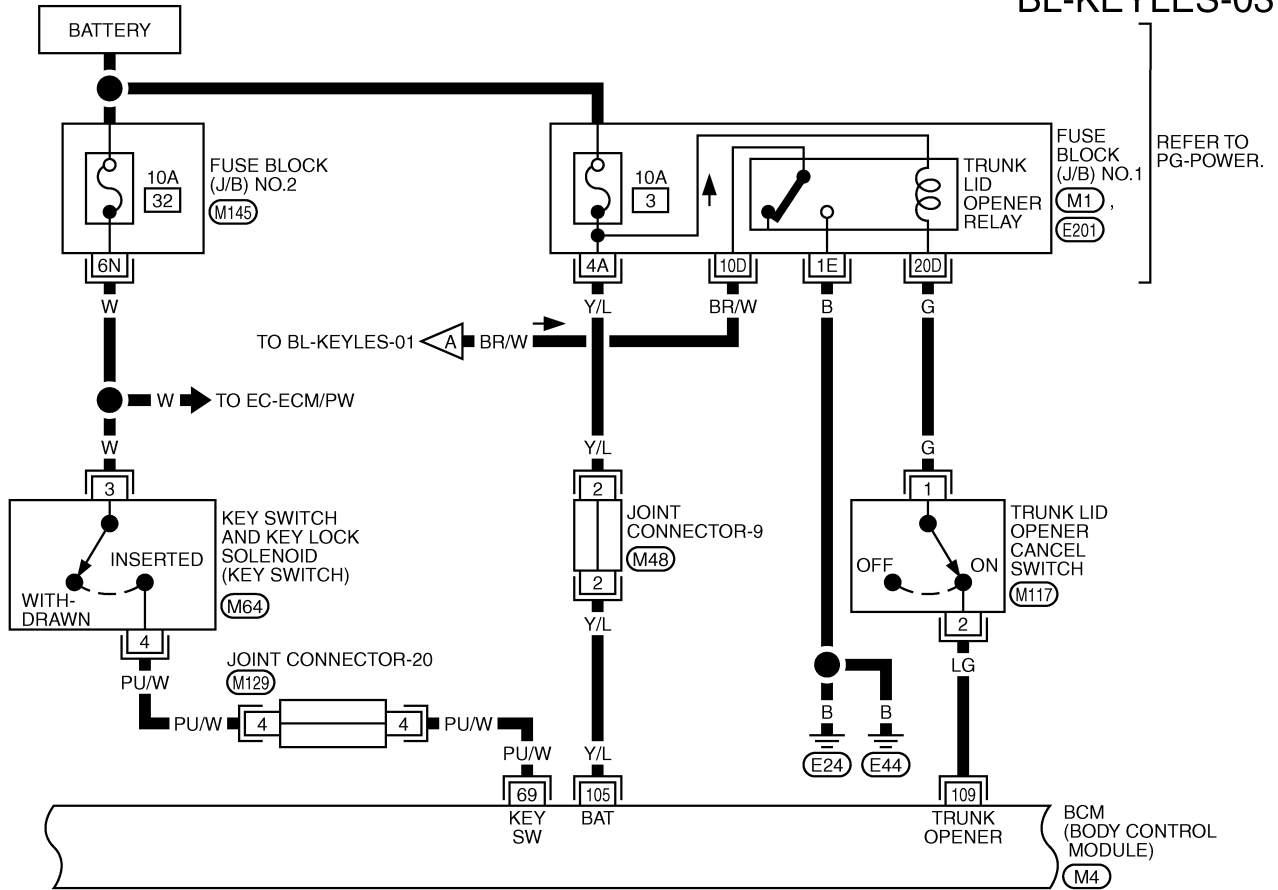 BL-KEYLES-03
BATTERY
10A
32
FUSE BLOCK
(J/B) NO.2
M145
10A
3
TRUNK
LID
OPENER
RELAY
FUSE
BLOCK
(J/B) NO.1
M1 ,
E201
REFER TO
PG-POWER.
6N
4A
10D
1E
20D
W
Y/L
BR/W
B
G
TO BL-KEYLES-01
A
BR/W
W
TO EC-ECM/PW
W
Y/L
G
3
2
1
KEY SWITCH
AND KEY LOCK
SOLENOID
(KEY SWITCH)
M64
INSERTED
WITH-
DRAWN
JOINT
CONNECTOR-9
M48
2
TRUNK LID
OPENER
CANCEL
SWITCH
M117
OFF
ON
4
Y/L
2
PU/W
JOINT CONNECTOR-20
M129
LG
PU/W
4
4
PU/W
B
B
PU/W
Y/L
E24
E44
69
105
109
KEY
SW
BAT
TRUNK
OPENER
BCM
(BODY CONTROL
MODULE)
M4